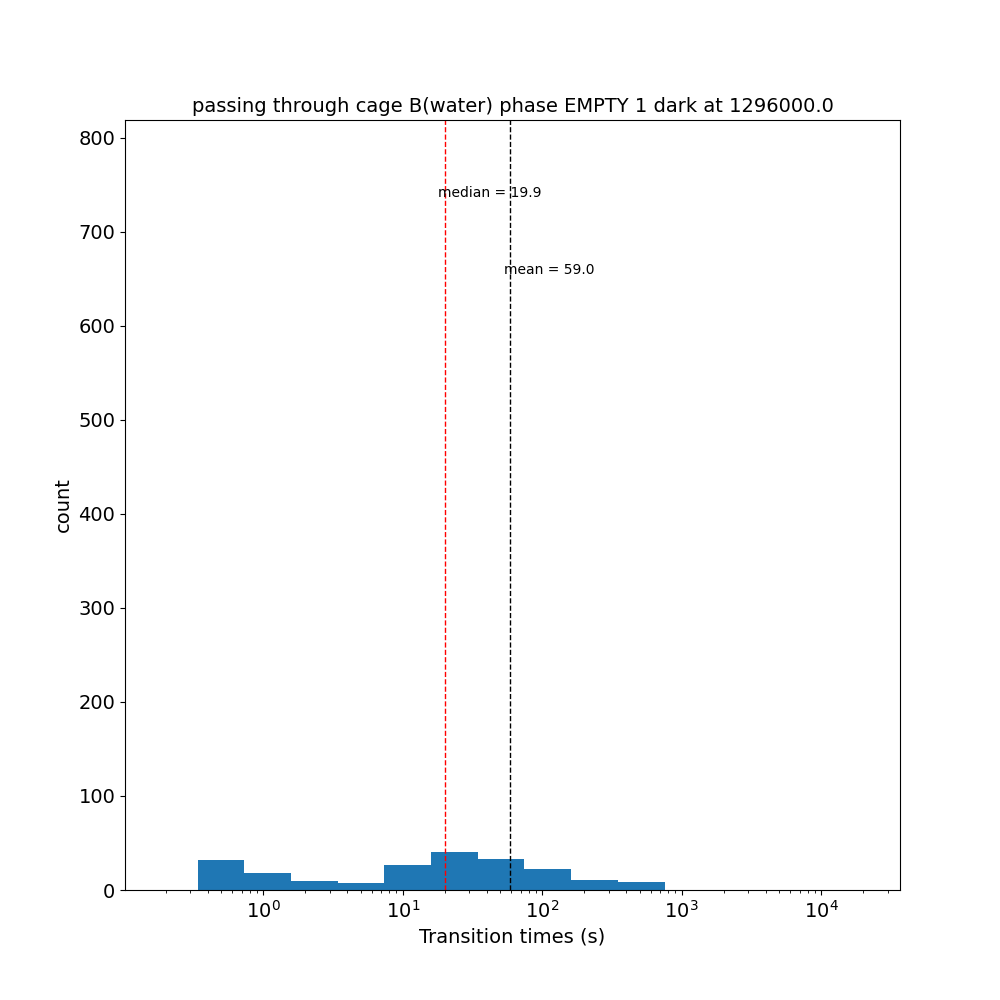 passing through cage B(water) phase EMPTY 1 dark at 1296000.0
800
median = 19.9
700
mean = 59.0
600
500
count
400
300
200
100
0
10⁰ 10¹ 10² 10³ 10⁴
Transition times (s)